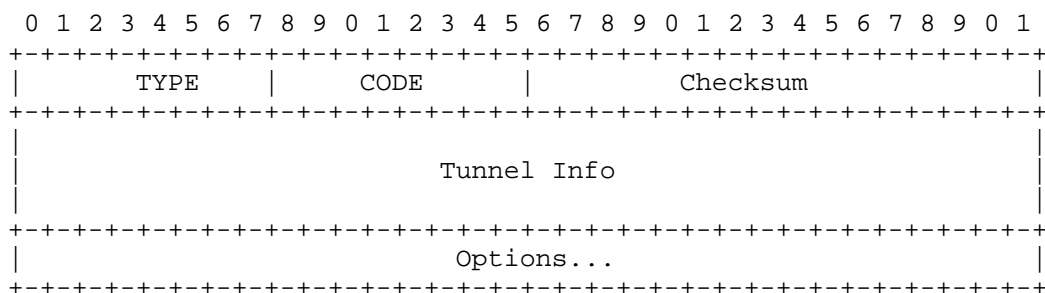 0 1 2 3 4 5 6 7 8 9 0 1 2 3 4 5 6 7 8 9 0 1 2 3 4 5 6 7 8 9 0 1
+-+-+-+-+-+-+-+-+-+-+-+-+-+-+-+-+-+-+-+-+-+-+-+-+-+-+-+-+-+-+-+-+
|       TYPE    |     CODE      |         Checksum              |
+-+-+-+-+-+-+-+-+-+-+-+-+-+-+-+-+-+-+-+-+-+-+-+-+-+-+-+-+-+-+-+-+
|                                                               |
|                          Tunnel Info                          |
|                                                               |
+-+-+-+-+-+-+-+-+-+-+-+-+-+-+-+-+-+-+-+-+-+-+-+-+-+-+-+-+-+-+-+-+
|                           Options...                          |
+-+-+-+-+-+-+-+-+-+-+-+-+-+-+-+-+-+-+-+-+-+-+-+-+-+-+-+-+-+-+-+-+